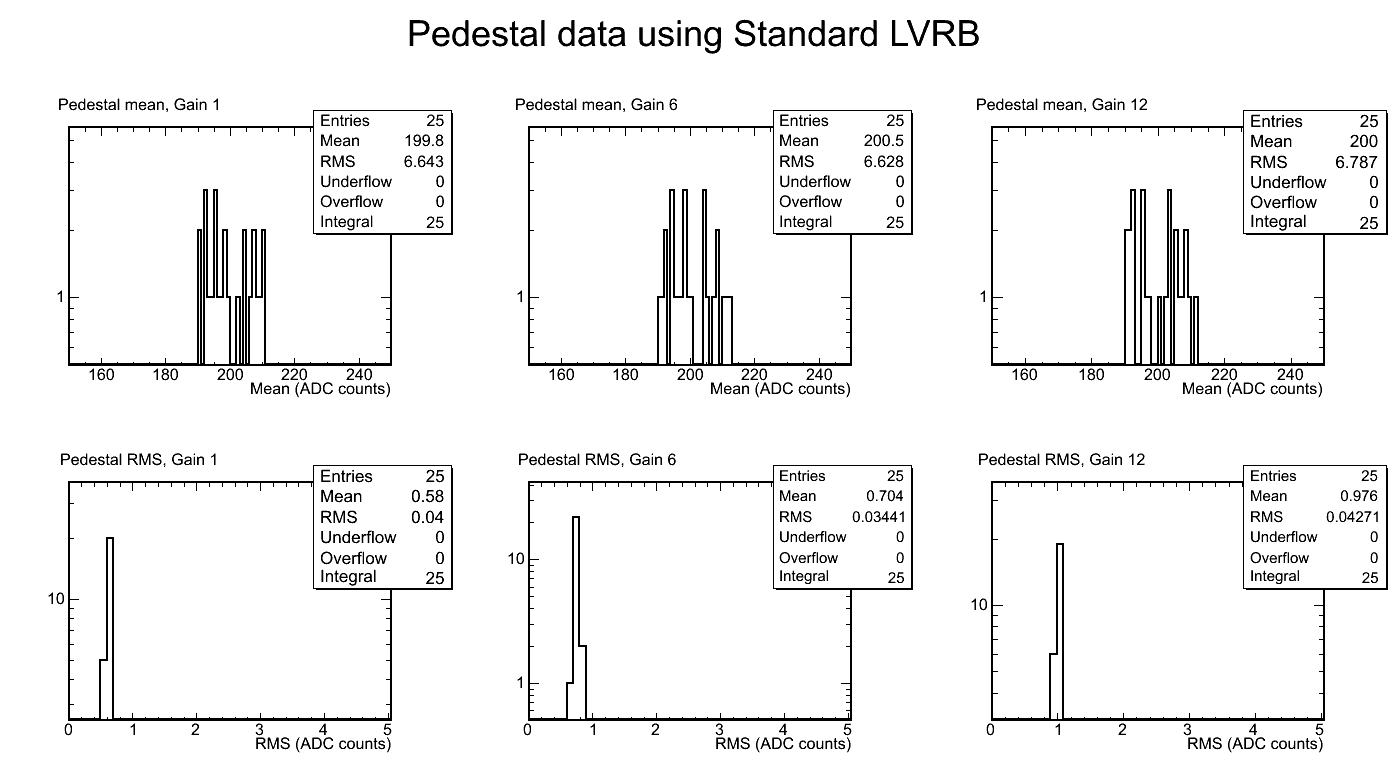 Pedestal data using Standard LVRB
Pedestal mean, Gain 1
Entries 25
Mean 199.8
RMS 6.643
Underflow 0
Overflow 0
Integral 25
1
160 180 200 220 240
Mean (ADC counts)
Pedestal mean, Gain 6
Entries 25
Mean 200.5
RMS 6.628
Underflow 0
Overflow 0
Integral 25
1
160 180 200 220 240
Mean (ADC counts)
Pedestal mean, Gain 12
Entries 25
Mean 200
RMS 6.787
Underflow 0
Overflow 0
Integral 25
1
160 180 200 220 240
Mean (ADC counts)
Pedestal RMS, Gain 1
Entries 25
Mean 0.58
RMS 0.04
Underflow 0
Overflow 0
Integral 25
10
0 1 2 3 4 5
RMS (ADC counts)
Pedestal RMS, Gain 6
Entries 25
Mean 0.704
RMS 0.03441
Underflow 0
Overflow 0
Integral 25
10
1
0 1 2 3 4 5
RMS (ADC counts)
Pedestal RMS, Gain 12
Entries 25
Mean 0.976
RMS 0.04271
Underflow 0
Overflow 0
Integral 25
10
0 1 2 3 4 5
RMS (ADC counts)